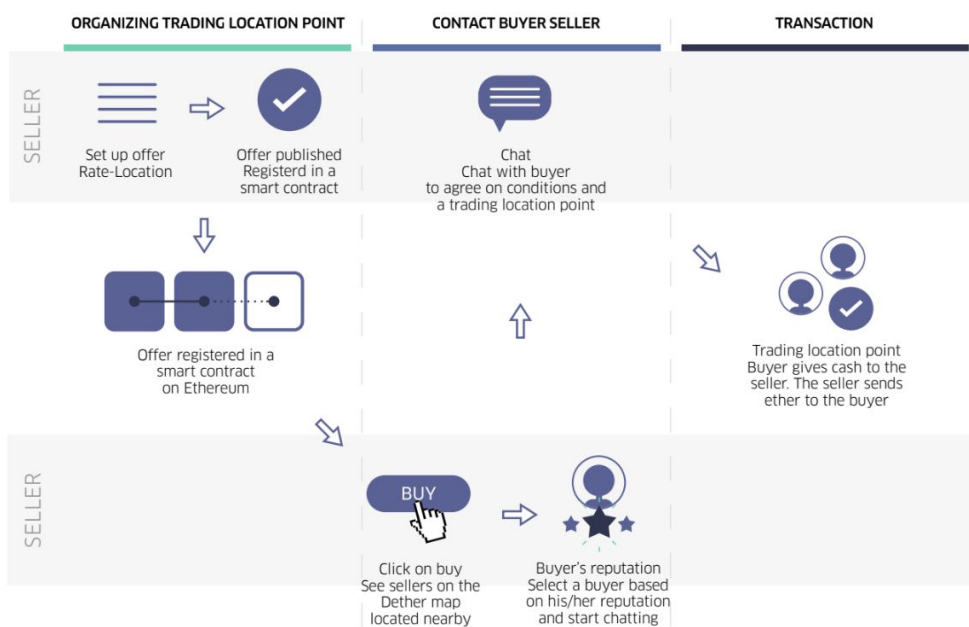 ORGANIZING TRADING LOCATION POINT
CONTACT BUYER SELLER
TRANSACTION
SELLER
Set up offer
Rate-Location
Offer published
Registerd in a
smart contract
Chat
Chat with buyer
to agree on conditions and
a trading location point
Offer registered in a
smart contract
on Ethereum
Trading location point
Buyer gives cash to the
seller. The seller sends
ether to the buyer
SELLER
BUY
Click on buy
See sellers on the
Dether map
located nearby
Buyer's reputation
Select a buyer based
on his/her reputation
and start chatting